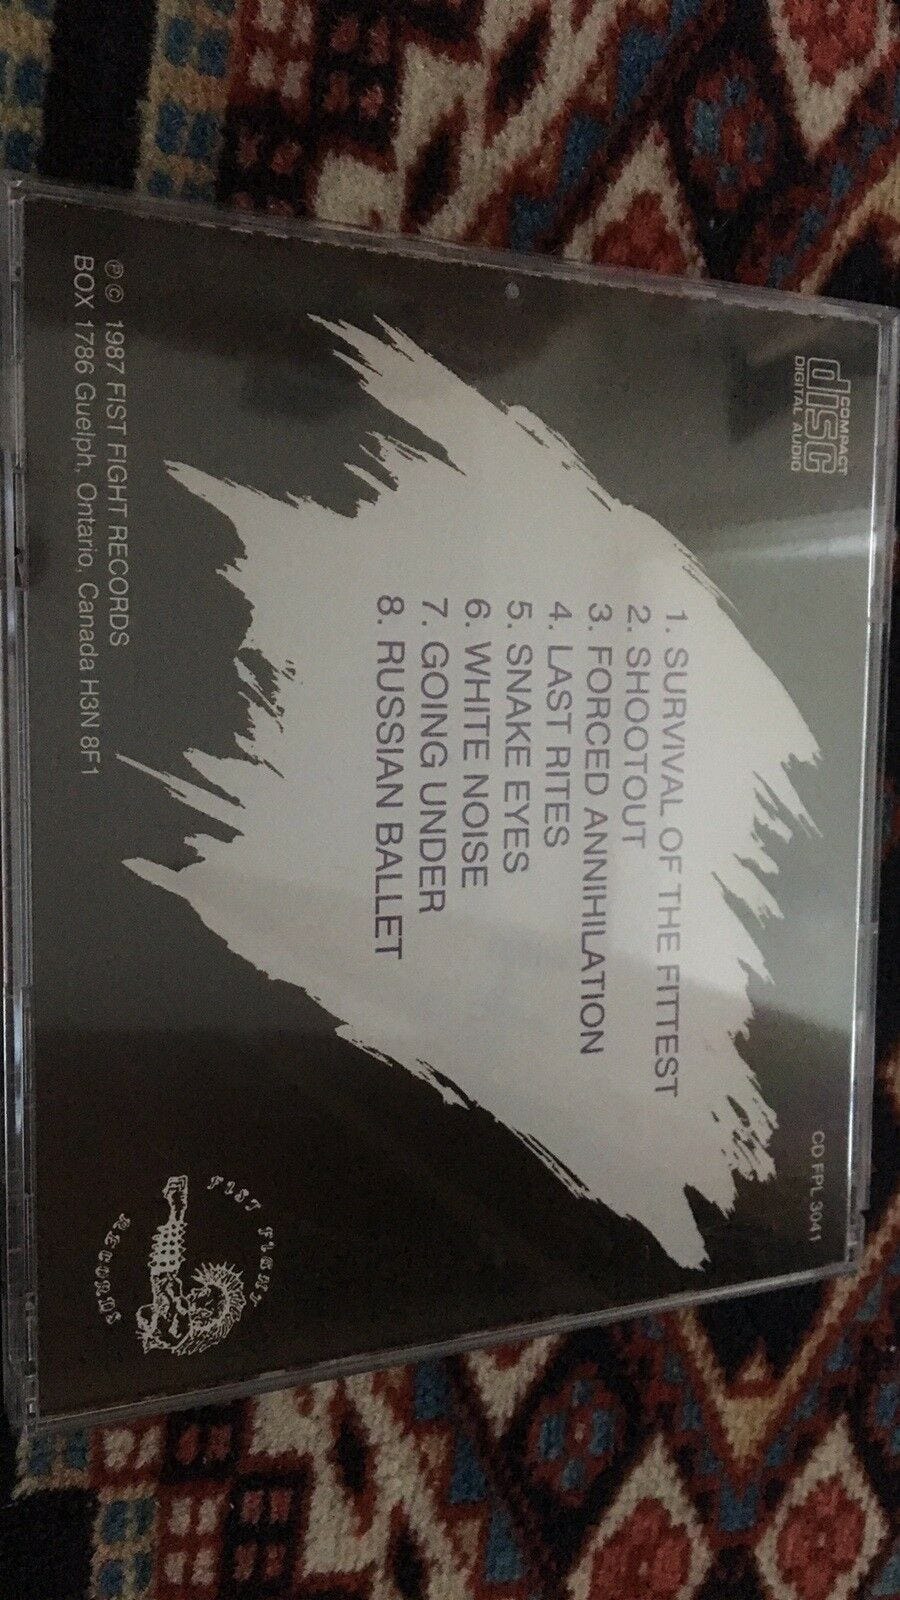 COMPACT
disc
DIGITAL AUDIO
CD FPL 3041
1. SURVIVAL OF THE FITTEST
2. SHOOTOUT
3. FORCED ANNIHILATION
4. LAST RITES
5. SNAKE EYES
6. WHITE NOISE
7. GOING UNDER
8. RUSSIAN BALLET
℗© 1987 FIST FIGHT RECORDS
BOX 1786 Guelph, Ontario, Canada H3N 8F1
FIST FIGHT
RECORDS